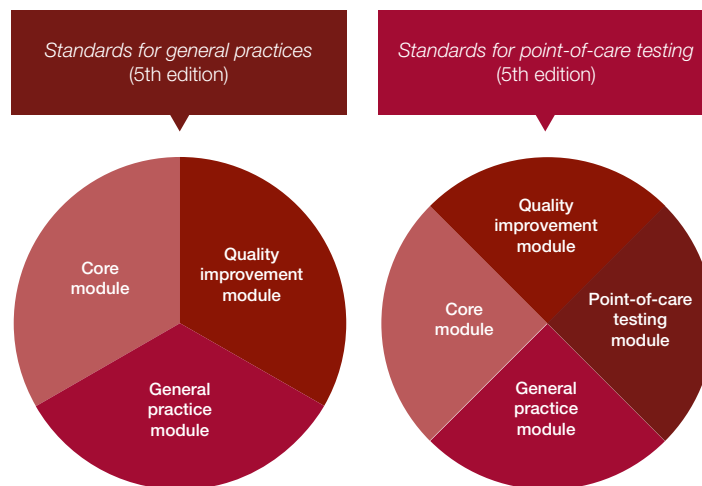 Standards for general practices
(5th edition)
Standards for point-of-care testing
(5th edition)
Core
module
Quality
improvement
module
General
practice
module
Quality
improvement
module
Core
module
Point-of-care
testing
module
General
practice
module